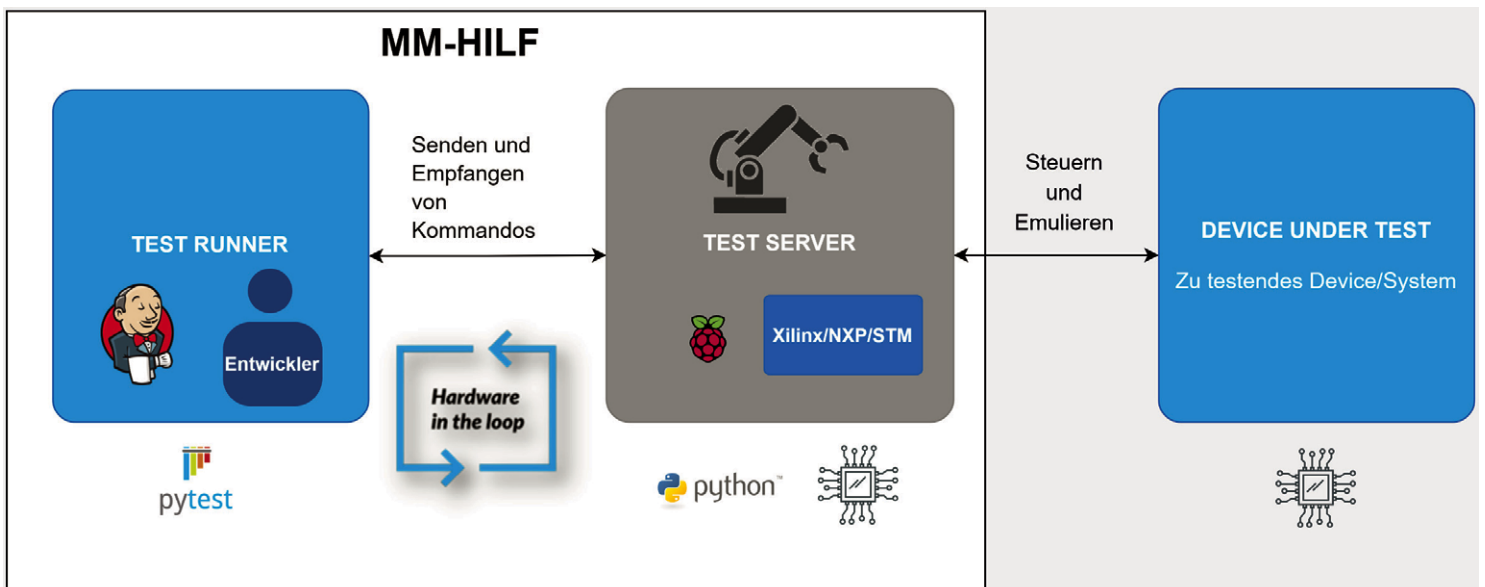 MM-HILF
TEST RUNNER
Entwickler
pytest
Senden und
Empfangen
von
Kommandos
Hardware
in the loop
TEST SERVER
Xilinx/NXP/STM
python™
Steuern
und
Emulieren
DEVICE UNDER TEST
Zu testendes Device/System